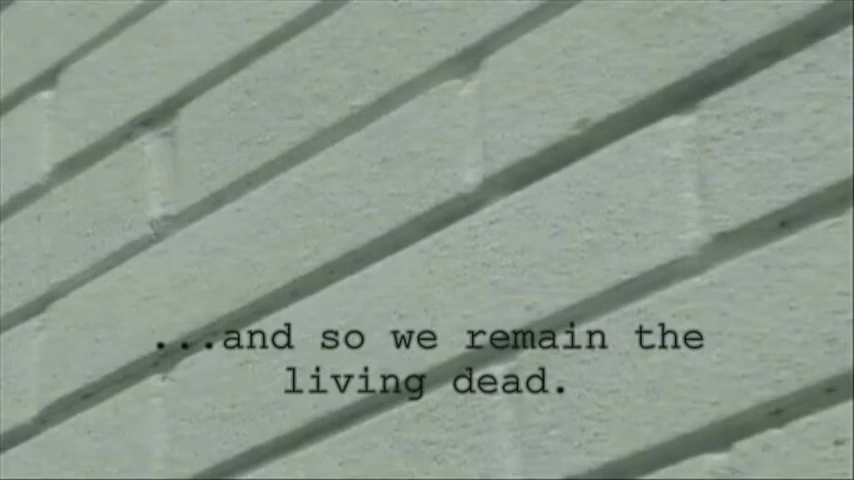 ...and so we remain the
living dead.